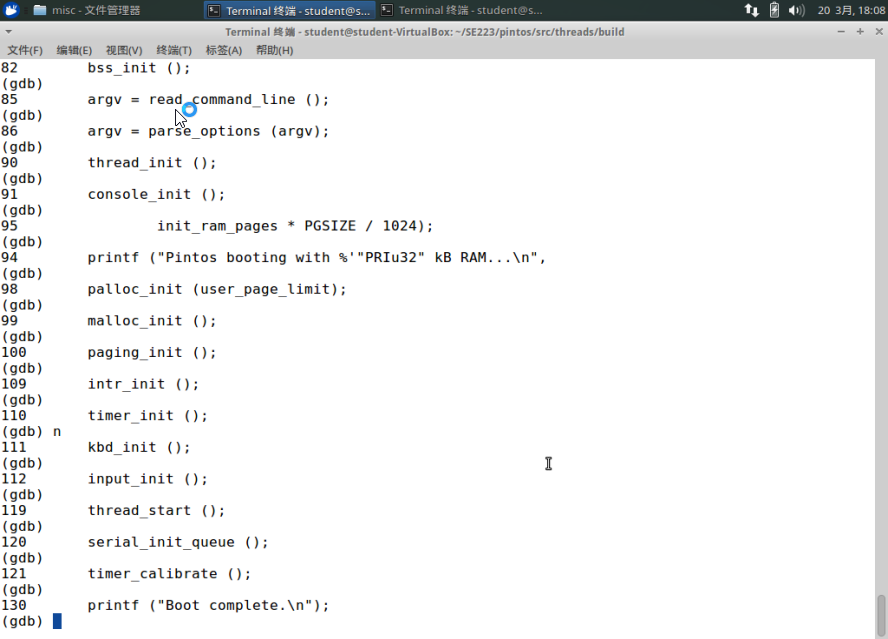 misc - 文件管理器 Terminal 终端 - student@s... Terminal 终端 - student@s... 20 3月, 18:08
Terminal 终端 - student@student-VirtualBox: ~/SE223/pintos/src/threads/build
文件(F) 编辑(E) 视图(V) 终端(T) 标签(A) 帮助(H)
82 bss_init ();
(gdb)
85 argv = read_command_line ();
(gdb)
86 argv = parse_options (argv);
(gdb)
90 thread_init ();
(gdb)
91 console_init ();
(gdb)
95 init_ram_pages * PGSIZE / 1024);
(gdb)
94 printf ("Pintos booting with %'"PRIu32" kB RAM...\n",
(gdb)
98 palloc_init (user_page_limit);
(gdb)
99 malloc_init ();
(gdb)
100 paging_init ();
(gdb)
109 intr_init ();
(gdb)
110 timer_init ();
(gdb) n
111 kbd_init ();
(gdb)
112 input_init ();
(gdb)
119 thread_start ();
(gdb)
120 serial_init_queue ();
(gdb)
121 timer_calibrate ();
(gdb)
130 printf ("Boot complete.\n");
(gdb)